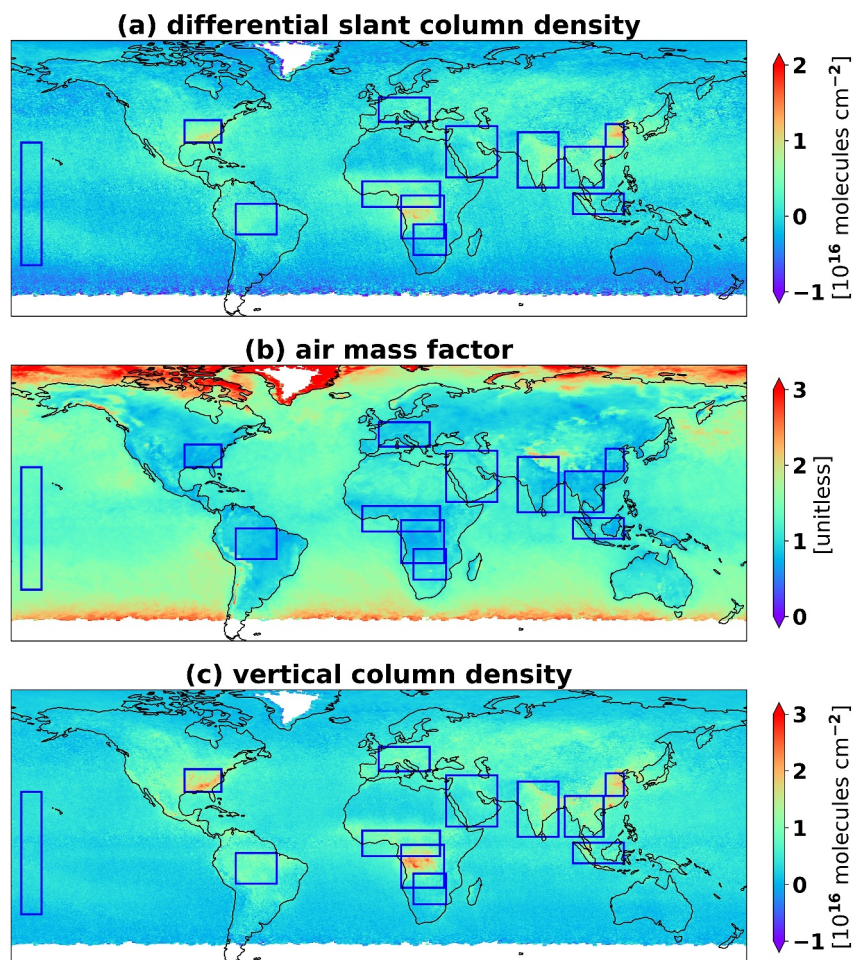 (a) differential slant column density
2
1
0
−1
[10¹⁶ molecules cm⁻²]
(b) air mass factor
3
2
1
0
[unitless]
(c) vertical column density
3
2
1
0
−1
[10¹⁶ molecules cm⁻²]